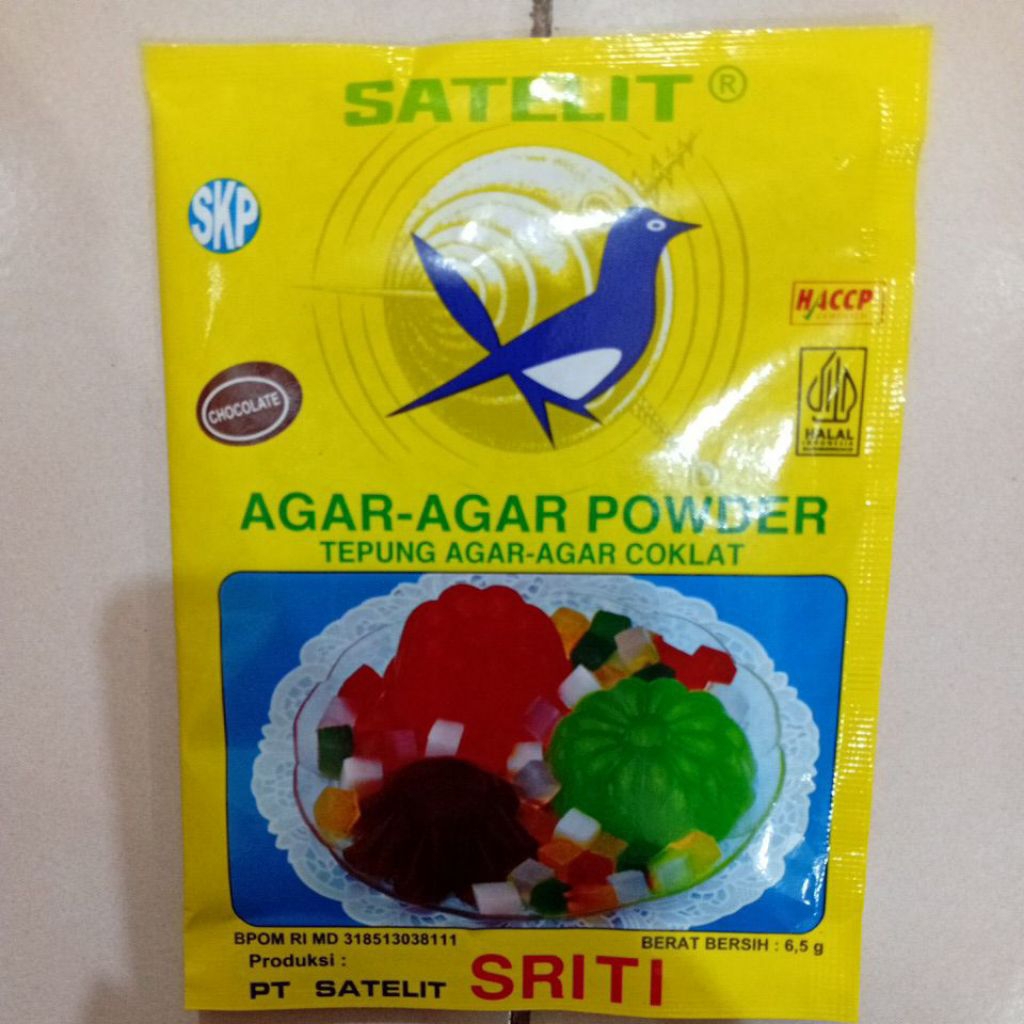 SATELIT ®
SKP
HACCP
CHOCOLATE
HALAL
INDONESIA
AGAR-AGAR POWDER
TEPUNG AGAR-AGAR COKLAT
BPOM RI MD 318513038111
BERAT BERSIH : 6,5 g
Produksi :
PT SATELIT SRITI